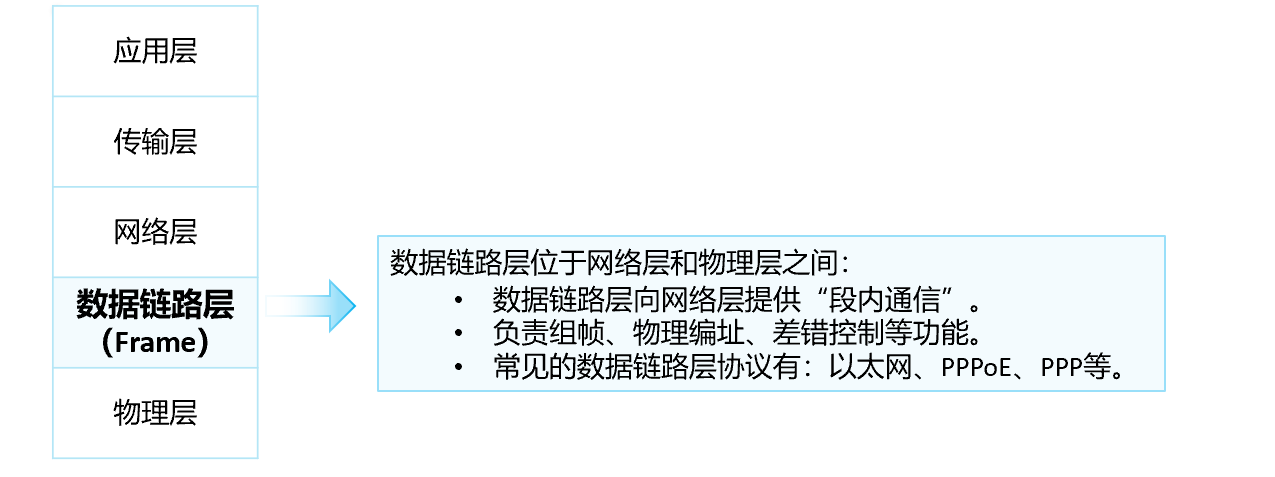 应用层
传输层
网络层
数据链路层
（Frame）
物理层
数据链路层位于网络层和物理层之间：
• 数据链路层向网络层提供“段内通信”。
• 负责组帧、物理编址、差错控制等功能。
• 常见的数据链路层协议有：以太网、PPPoE、PPP等。